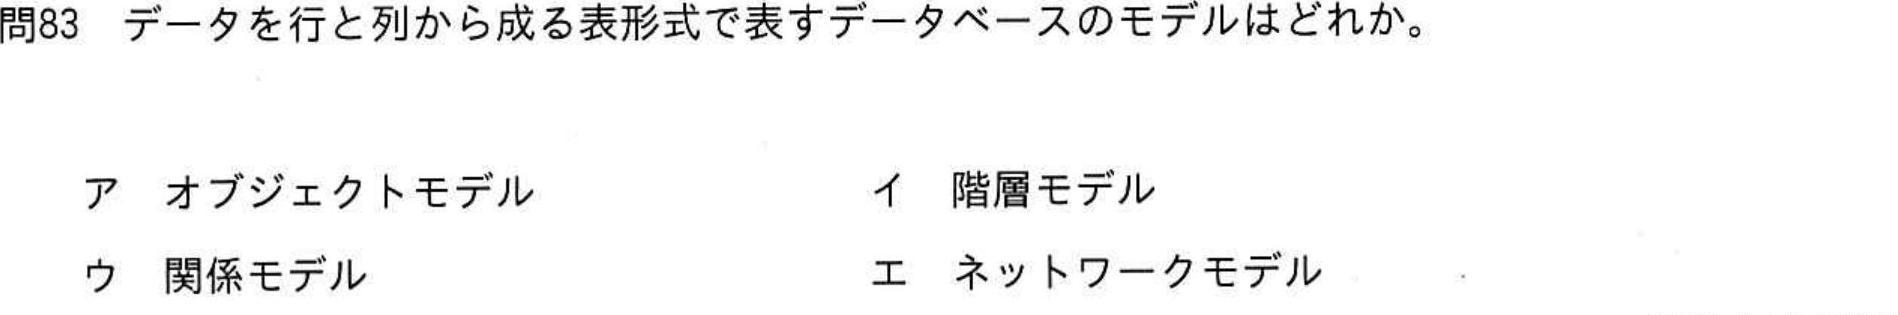 問83　データを行と列から成る表形式で表すデータベースのモデルはどれか。
ア　オブジェクトモデル　イ　階層モデル
ウ　関係モデル　エ　ネットワークモデル